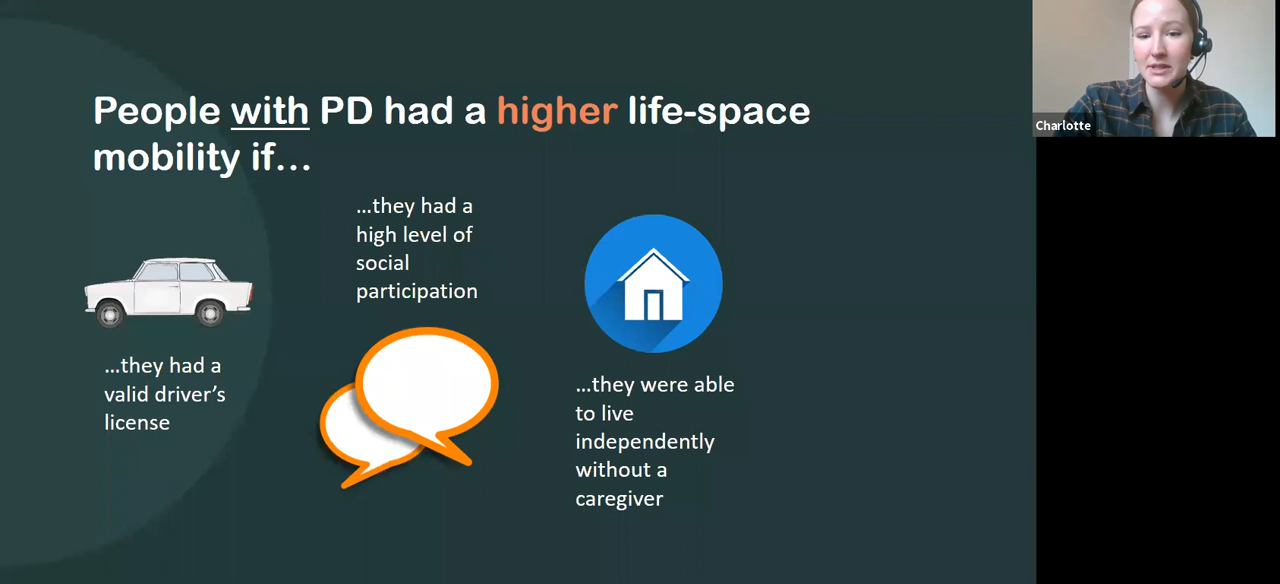 People with PD had a higher life-space
mobility if...
...they had a
high level of
social
participation
...they had a
valid driver’s
license
...they were able
to live
independently
without a
caregiver
Charlotte